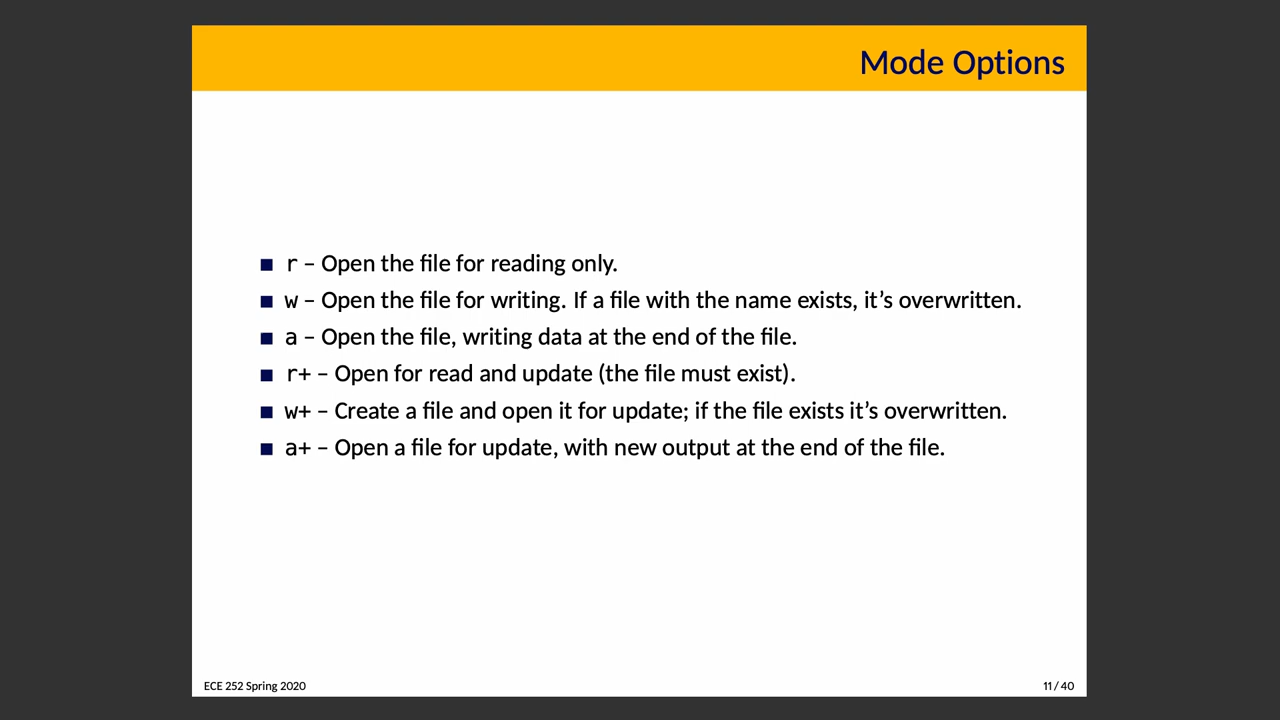 Mode Options
■ r – Open the file for reading only.
■ w – Open the file for writing. If a file with the name exists, it’s overwritten.
■ a – Open the file, writing data at the end of the file.
■ r+ – Open for read and update (the file must exist).
■ w+ – Create a file and open it for update; if the file exists it’s overwritten.
■ a+ – Open a file for update, with new output at the end of the file.
ECE 252 Spring 2020
11 / 40